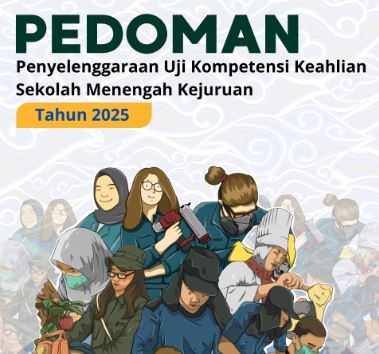 PEDOMAN
Penyelenggaraan Uji Kompetensi Keahlian
Sekolah Menengah Kejuruan
Tahun 2025